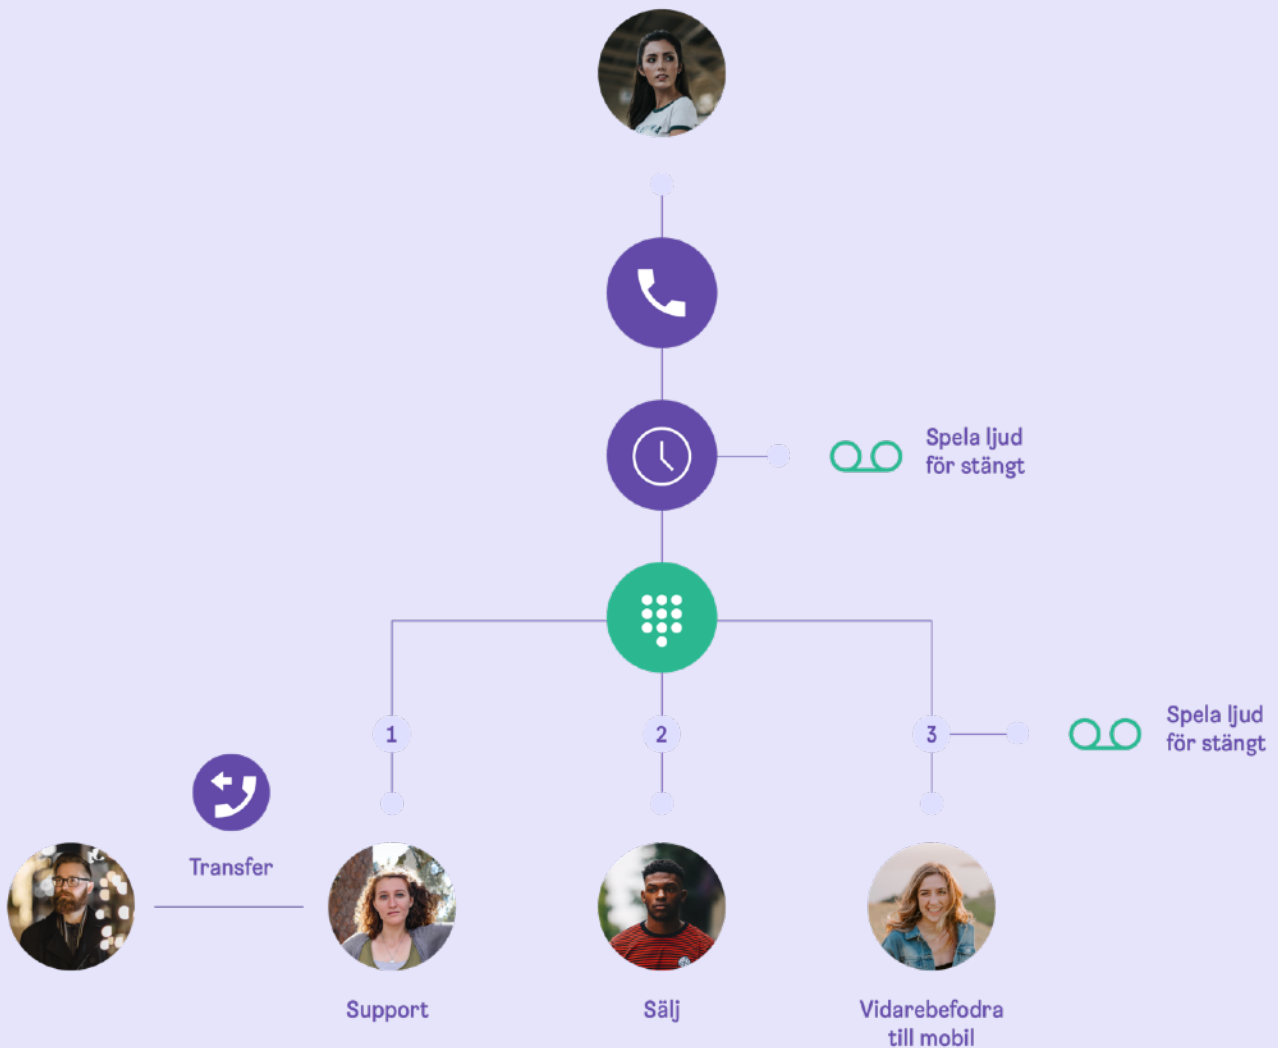 Spela ljud
för stängt
1
2
3
Spela ljud
för stängt
Transfer
Support
Sälj
Vidarebefodra
till mobil